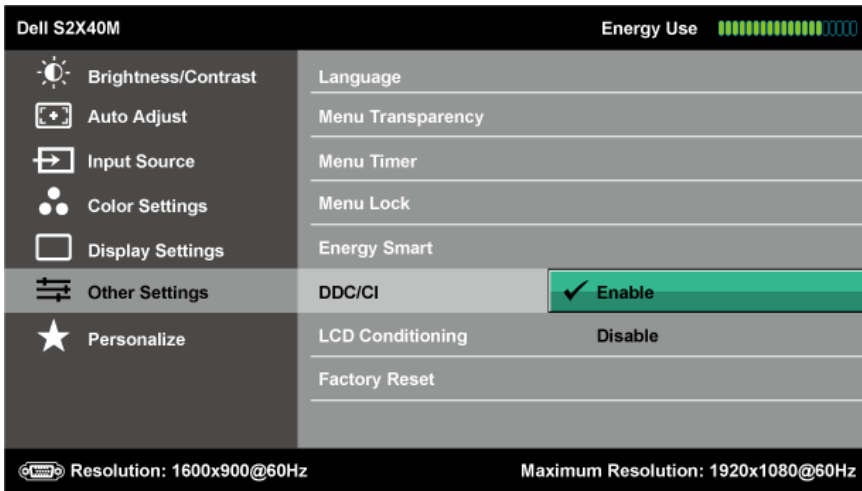 Dell S2X40M Energy Use
Brightness/Contrast Language
Auto Adjust Menu Transparency
Input Source Menu Timer
Color Settings Menu Lock
Display Settings Energy Smart
Other Settings DDC/CI Enable
Personalize LCD Conditioning Disable
Factory Reset
Resolution: 1600x900@60Hz Maximum Resolution: 1920x1080@60Hz